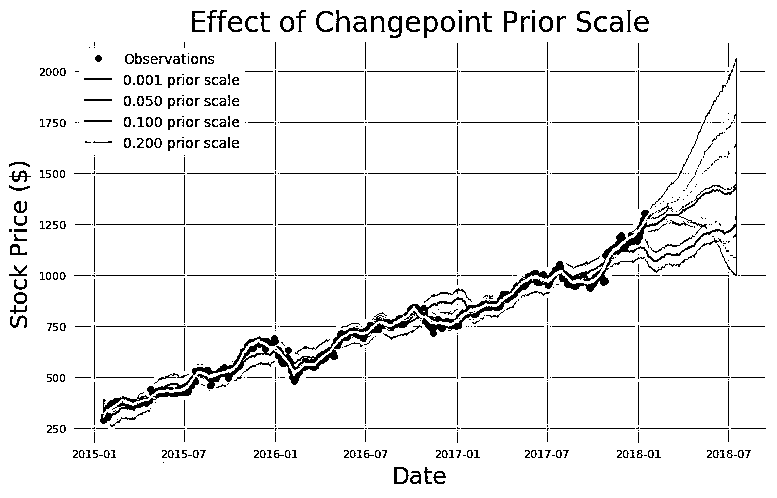 Effect of Changepoint Prior Scale
Observations
0.001 prior scale
0.050 prior scale
0.100 prior scale
0.200 prior scale
Stock Price ($)
2000
1750
1500
1250
1000
750
500
250
2015-01 2015-07 2016-01 2016-07 2017-01 2017-07 2018-01 2018-07
Date